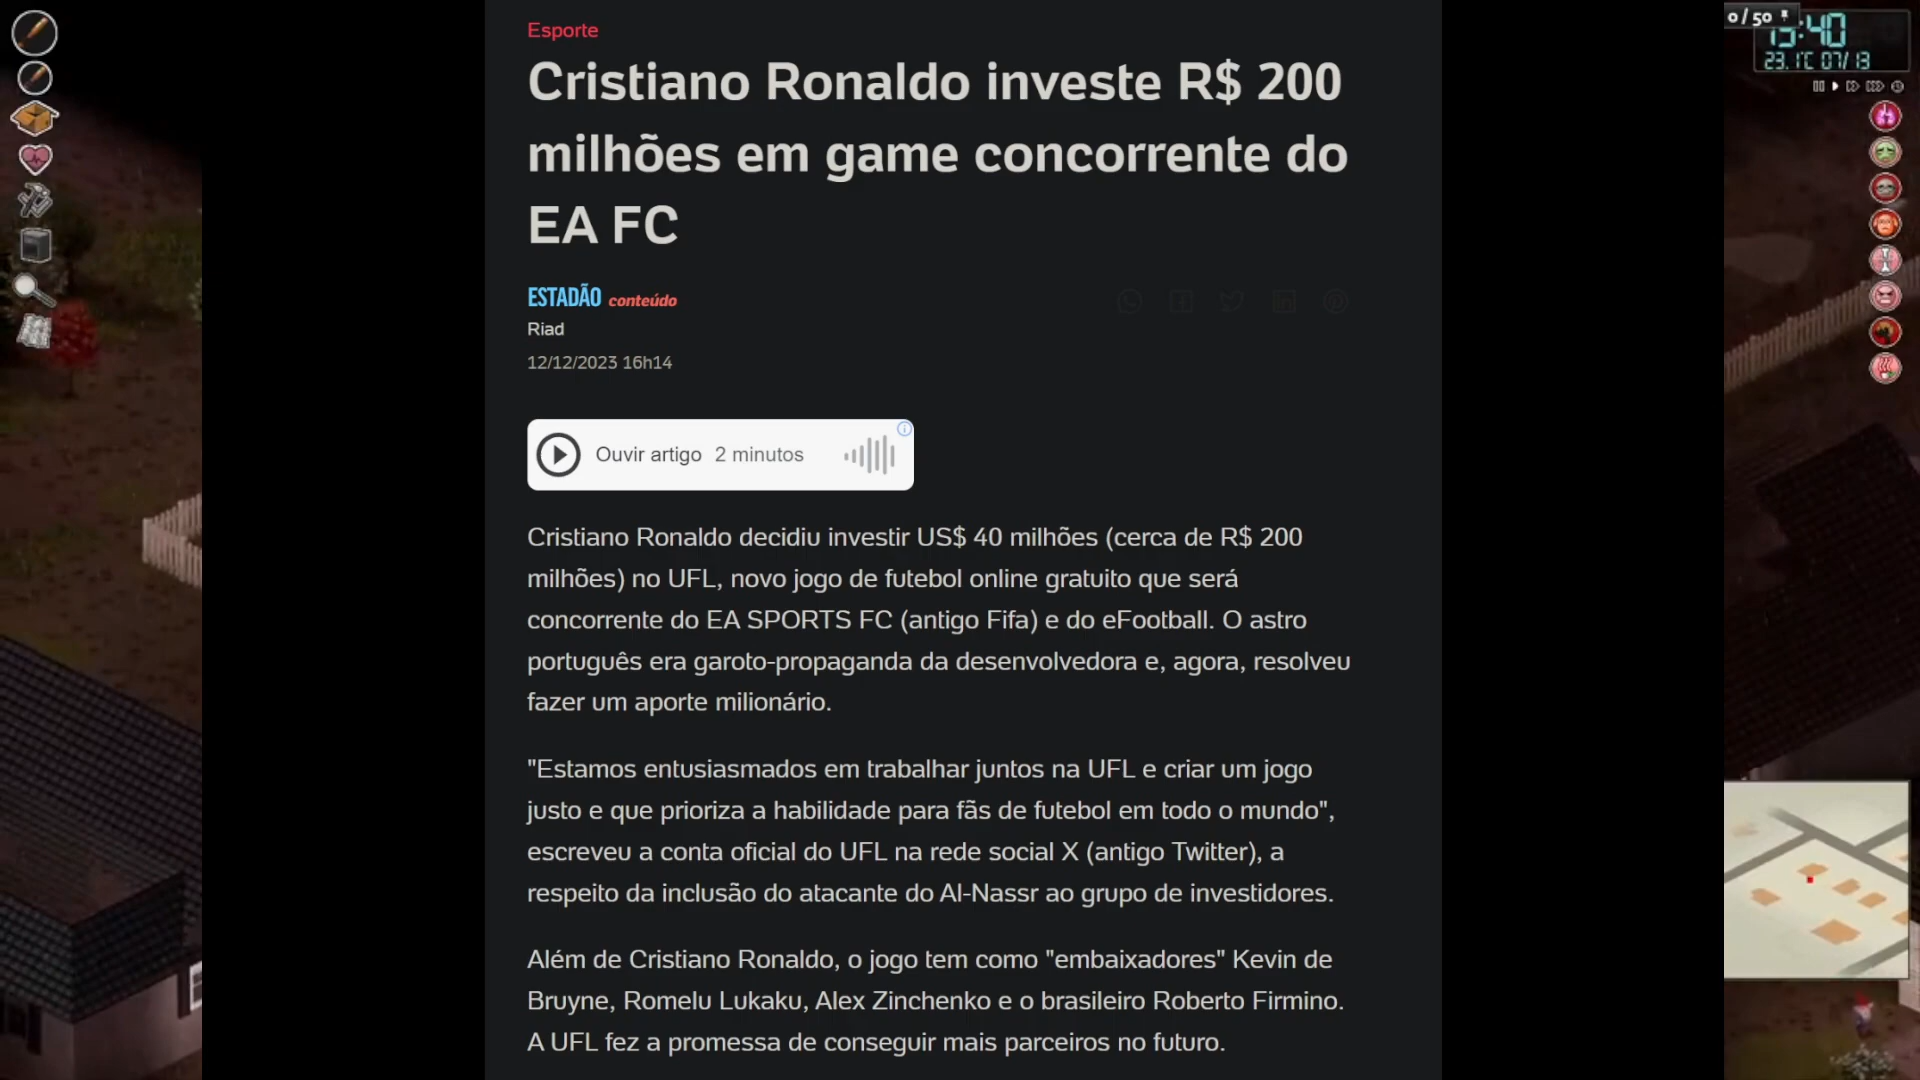 Esporte
Cristiano Ronaldo investe R$ 200
milhões em game concorrente do
EA FC
ESTADÃO conteúdo
Riad
12/12/2023 16h14
Ouvir artigo 2 minutos
Cristiano Ronaldo decidiu investir US$ 40 milhões (cerca de R$ 200
milhões) no UFL, novo jogo de futebol online gratuito que será
concorrente do EA SPORTS FC (antigo Fifa) e do eFootball. O astro
português era garoto-propaganda da desenvolvedora e, agora, resolveu
fazer um aporte milionário.
"Estamos entusiasmados em trabalhar juntos na UFL e criar um jogo
justo e que prioriza a habilidade para fãs de futebol em todo o mundo",
escreveu a conta oficial do UFL na rede social X (antigo Twitter), a
respeito da inclusão do atacante do Al-Nassr ao grupo de investidores.
Além de Cristiano Ronaldo, o jogo tem como "embaixadores" Kevin de
Bruyne, Romelu Lukaku, Alex Zinchenko e o brasileiro Roberto Firmino.
A UFL fez a promessa de conseguir mais parceiros no futuro.
0 / 50
23.1°C 07/13